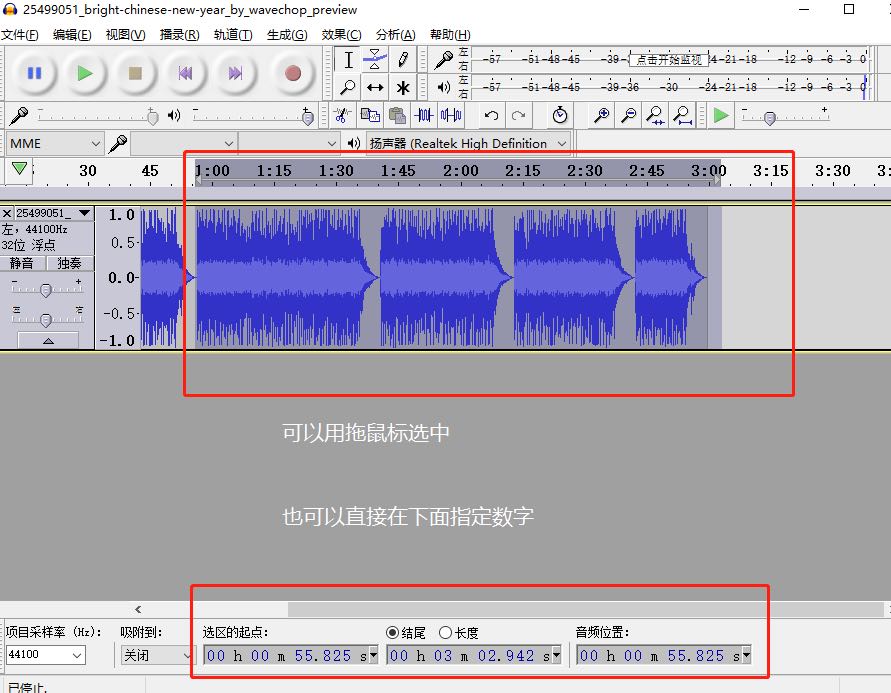 25499051_bright-chinese-new-year_by_wavechop_preview
文件(F) 编辑(E) 视图(V) 播录(R) 轨道(T) 生成(G) 效果(C) 分析(A) 帮助(H)
左 右 -57 -51 -48 -45 -39 点击开始监视 -24 -21 -18 -12 -9 -6 -3 0
左 右 -57 -51 -48 -45 -39 -36 -30 -24 -21 -18 -12 -9 -6 -3 0
MME 扬声器 (Realtek High Definition
30 45 1:00 1:15 1:30 1:45 2:00 2:15 2:30 2:45 3:00 3:15 3:30
25499051_
左, 44100Hz
32位 浮点
静音 独奏
左 右
1.0
0.5
0.0
-0.5
-1.0
可以用拖鼠标选中
也可以直接在下面指定数字
项目采样率 (Hz): 吸附到: 选区的起点: 结尾 长度 音频位置:
44100 关闭 00 h 00 m 55.825 s 00 h 03 m 02.942 s 00 h 00 m 55.825 s
已停止.